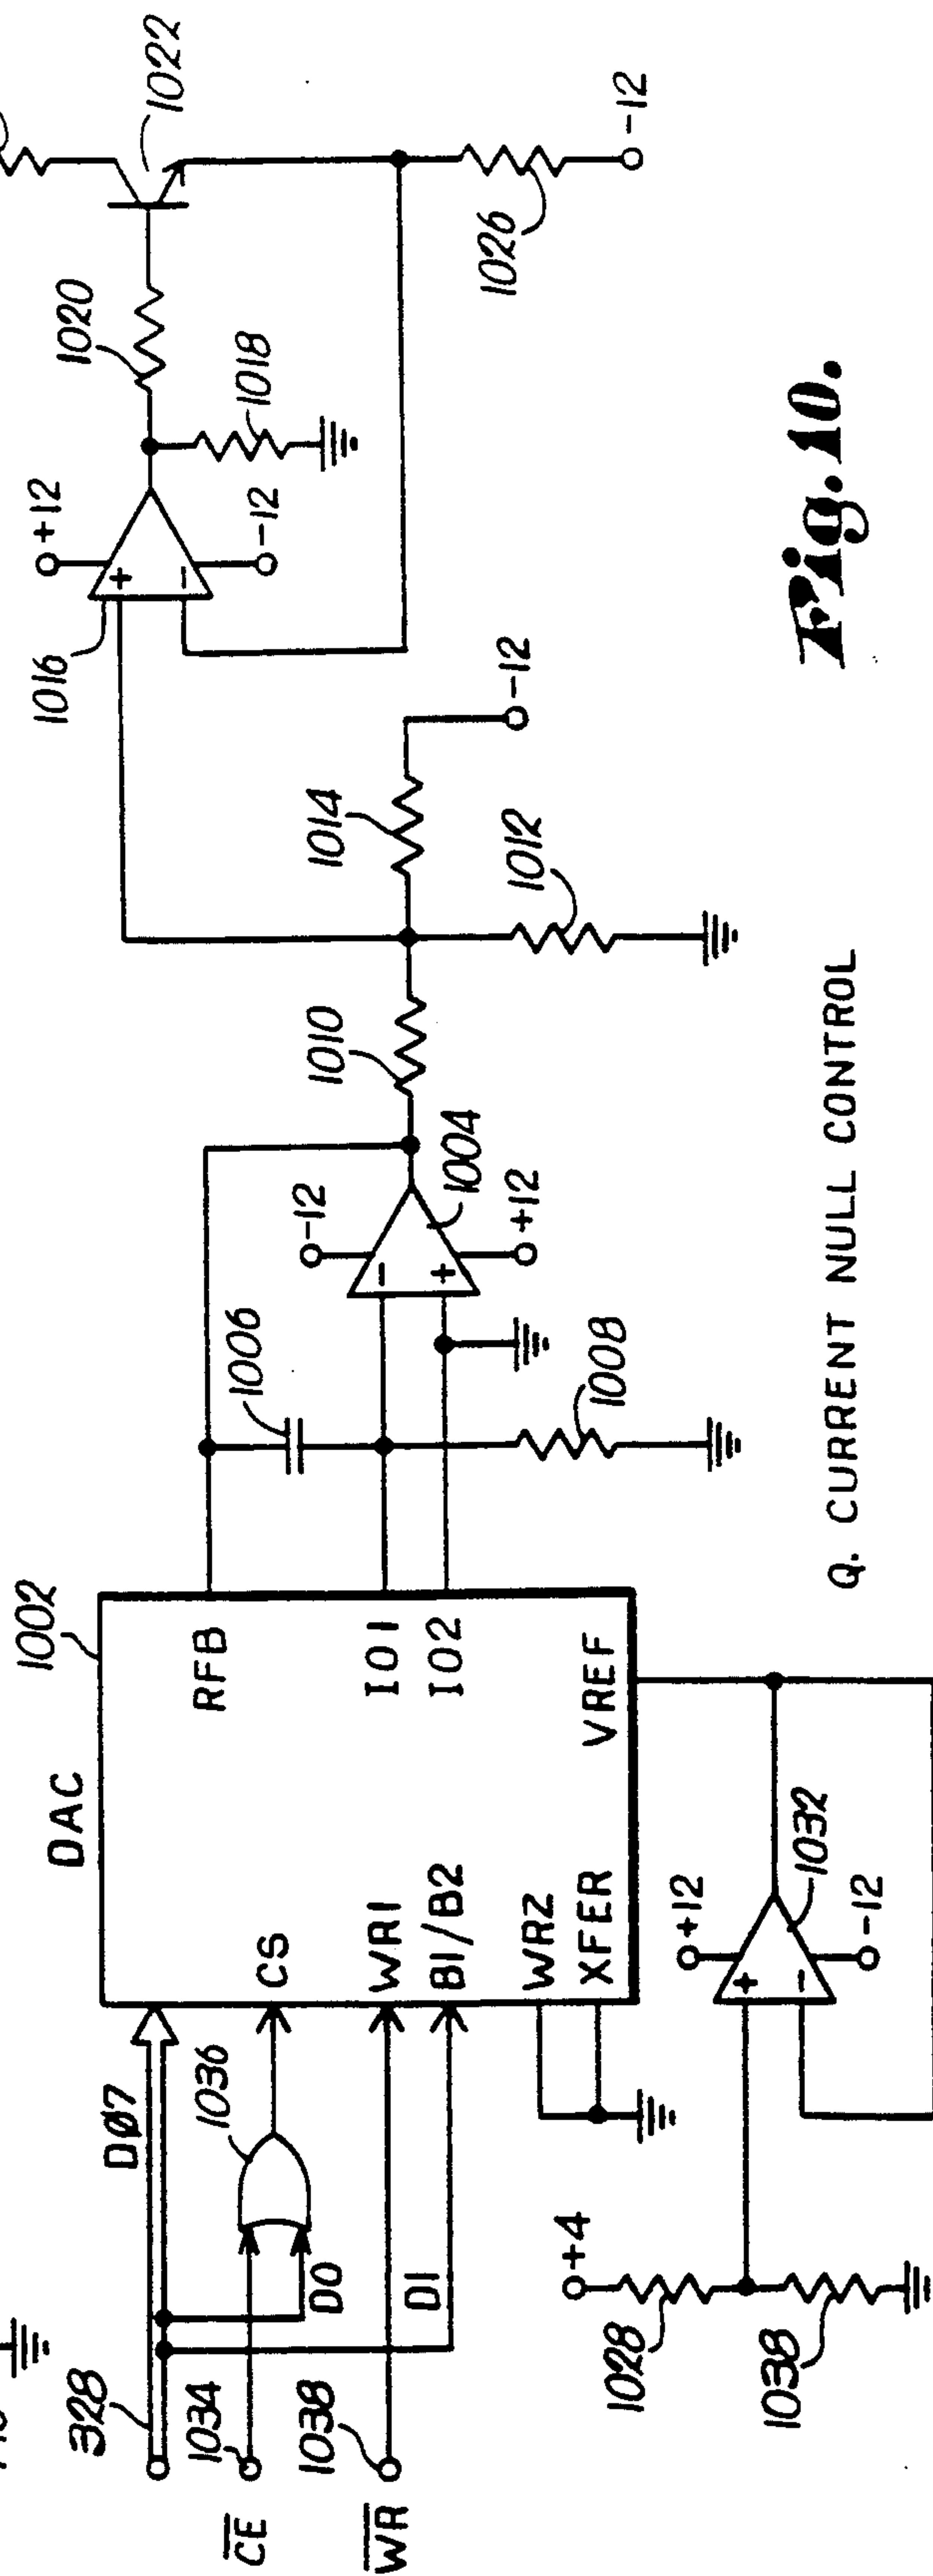 1022
1020
+12
1018
1016
-12
-12
1026
-12
1014
1012
1010
-12
1004
+12
1006
1008
1002
DAC
RFB
IO1
IO2
VREF
CS
WR1
B1/B2
WR2
XFER
DØ7
1036
328
D0
1034
CE
D1
1038
WR
+12
1032
-12
+4
1028
1038
Q. CURRENT NULL CONTROL
Fig. 10.